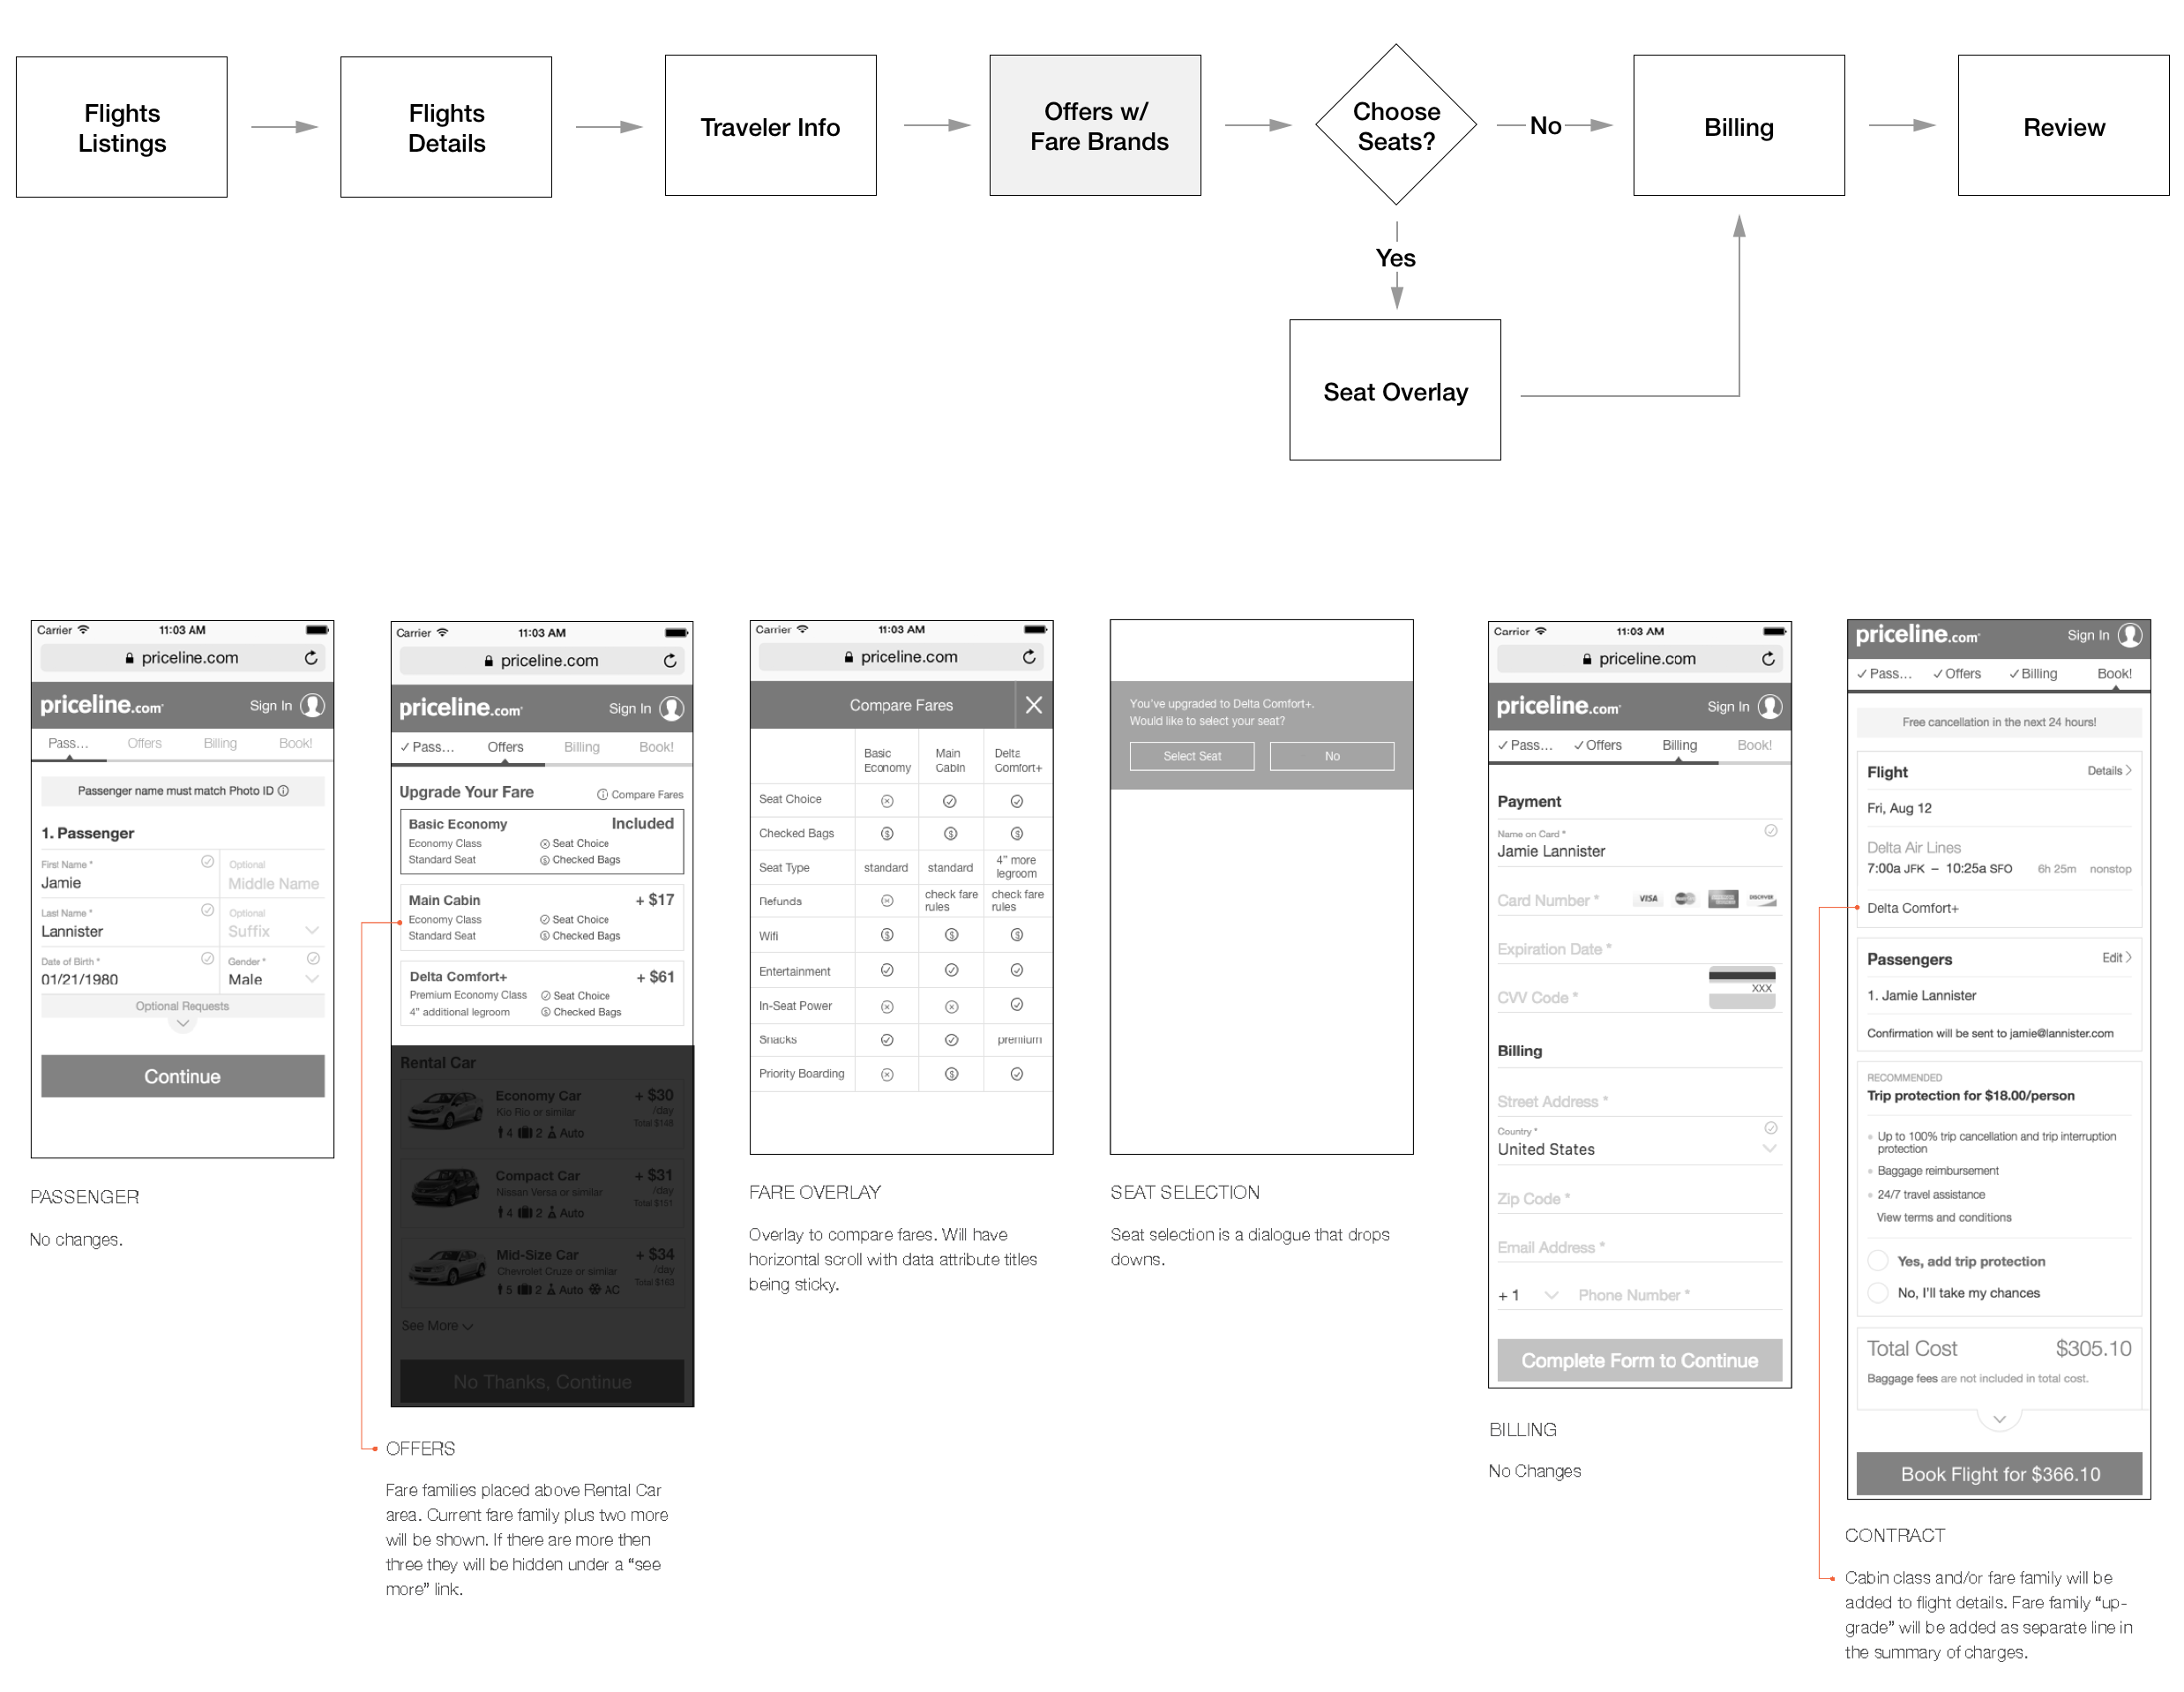 Flights
Listings
Flights
Details
Traveler Info
Offers w/
Fare Brands
Choose
Seats?
No
Billing
Review
Yes
Seat Overlay
Carrier 11:03 AM
priceline.com
priceline.com Sign In
Pass... Offers Billing Book!
Passenger name must match Photo ID
1. Passenger
First Name * Optional
Jamie Middle Name
Last Name * Optional
Lannister Suffix
Date of Birth * Gender *
01/21/1980 Male
Optional Requests
Continue
PASSENGER
No changes.
Carrier 11:03 AM
priceline.com
priceline.com Sign In
✓ Pass... Offers Billing Book!
Upgrade Your Fare Compare Fares
Basic Economy Included
Economy Class Seat Choice
Standard Seat Checked Bags
Main Cabin + $17
Economy Class Seat Choice
Standard Seat Checked Bags
Delta Comfort+ + $61
Premium Economy Class Seat Choice
4" additional legroom Checked Bags
Rental Car
Economy Car + $30
Kio Rio or similar /day
Total $148
4 2 Auto
Compact Car + $31
Nissan Versa or similar /day
Total $151
4 2 Auto
Mid-Size Car + $34
Chevrolet Cruze or similar /day
Total $163
5 2 Auto AC
See More
No Thanks, Continue
OFFERS
Fare families placed above Rental Car
area. Current fare family plus two more
will be shown. If there are more then
three they will be hidden under a “see
more” link.
Carrier 11:03 AM
priceline.com
Compare Fares
Basic Economy Main Cabin Delta Comfort+
Seat Choice
Checked Bags
Seat Type standard standard 4" more legroom
Refunds check fare rules check fare rules
Wifi
Entertainment
In-Seat Power
Snacks premium
Priority Boarding
FARE OVERLAY
Overlay to compare fares. Will have
horizontal scroll with data attribute titles
being sticky.
You've upgraded to Delta Comfort+.
Would like to select your seat?
Select Seat No
SEAT SELECTION
Seat selection is a dialogue that drops
downs.
Carrier 11:03 AM
priceline.com
priceline.com Sign In
✓ Pass... ✓ Offers Billing Book!
Payment
Name on Card *
Jamie Lannister
Card Number * VISA DISCOVER
Expiration Date *
CVV Code * XXX
Billing
Street Address *
Country *
United States
Zip Code *
Email Address *
+ 1 Phone Number *
Complete Form to Continue
BILLING
No Changes
priceline.com Sign In
✓ Pass... ✓ Offers ✓ Billing Book!
Free cancellation in the next 24 hours!
Flight Details
Fri, Aug 12
Delta Air Lines
7:00a JFK – 10:25a SFO 6h 25m nonstop
Delta Comfort+
Passengers Edit
1. Jamie Lannister
Confirmation will be sent to jamie@lannister.com
RECOMMENDED
Trip protection for $18.00/person
Up to 100% trip cancellation and trip interruption
protection
Baggage reimbursement
24/7 travel assistance
View terms and conditions
Yes, add trip protection
No, I'll take my chances
Total Cost $305.10
Baggage fees are not included in total cost.
Book Flight for $366.10
CONTRACT
Cabin class and/or fare family will be
added to flight details. Fare family “up-
grade” will be added as separate line in
the summary of charges.